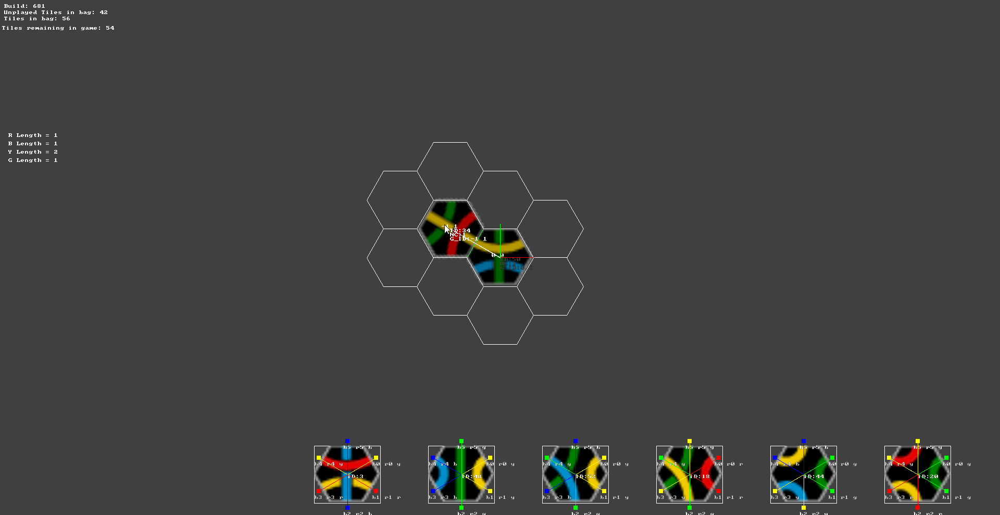 Build: 681
Unplayed Tiles in bag: 42
Tiles in bag: 56
Tiles remaining in game: 54
R Length = 1
B Length = 1
Y Length = 2
G Length = 1
-1 1
ID:34
NC:1
G_ID:-1 1
0 0
b5 r5 b
b4 r4 y
b0 r0 y
ID:3
b3 r3 r
b1 r1 r
b2 r2 b
b5 r5 g
b4 r4 b
b0 r0 y
ID:48
b3 r3 b
b1 r1 y
b2 r2 g
b5 r5 b
b4 r4 g
b0 r0 y
ID:52
b3 r3 b
b1 r1 y
b2 r2 g
b5 r5 y
b4 r4 g
b0 r0 r
ID:18
b3 r3 y
b1 r1 r
b2 r2 g
b5 r5 b
b4 r4 b
b0 r0 g
ID:44
b3 r3 y
b1 r1 g
b2 r2 y
b5 r5 y
b4 r4 y
b0 r0 g
ID:20
b3 r3 r
b1 r1 g
b2 r2 r